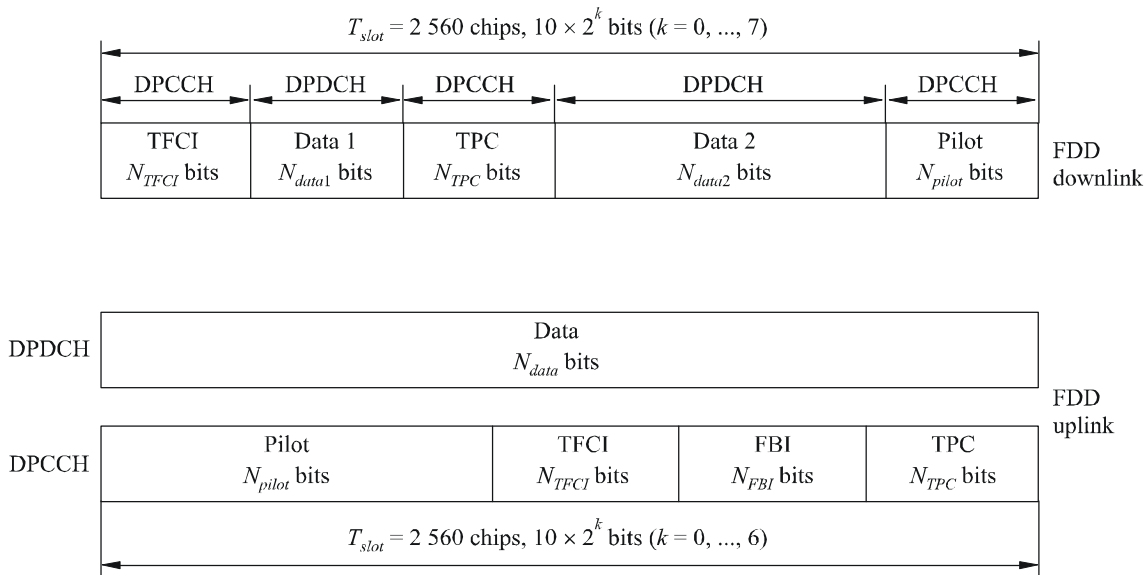 T_slot = 2 560 chips, 10 × 2^k bits (k = 0, ..., 7)
DPCCH DPDCH DPCCH DPDCH DPCCH
TFCI Data 1 TPC Data 2 Pilot
N_TFCI bits N_data1 bits N_TPC bits N_data2 bits N_pilot bits
FDD
downlink
DPDCH
Data
N_data bits
FDD
uplink
DPCCH
Pilot TFCI FBI TPC
N_pilot bits N_TFCI bits N_FBI bits N_TPC bits
T_slot = 2 560 chips, 10 × 2^k bits (k = 0, ..., 6)